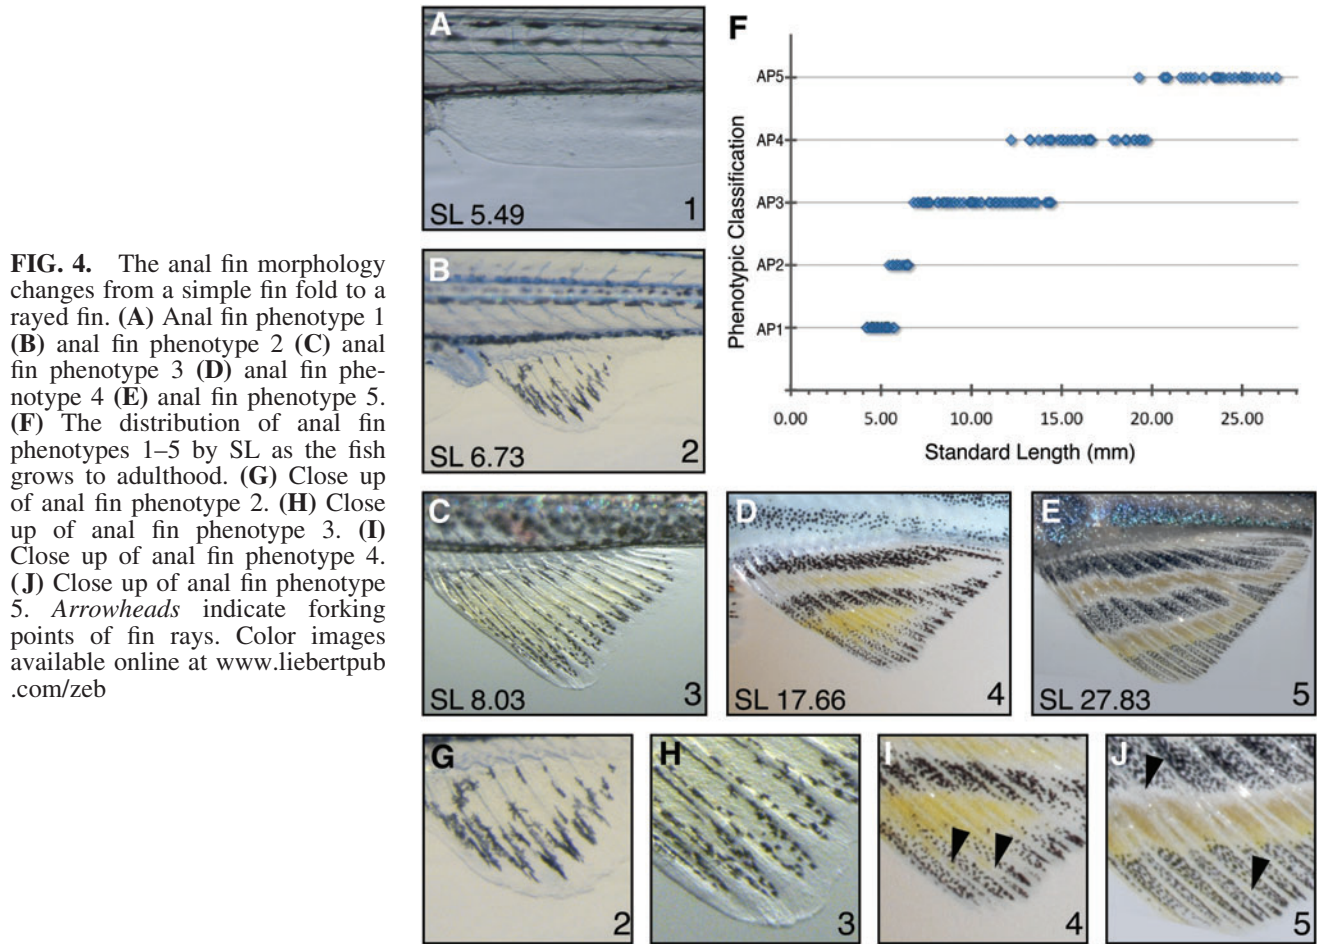 FIG. 4. The anal fin morphology
changes from a simple fin fold to a
rayed fin. (A) Anal fin phenotype 1
(B) anal fin phenotype 2 (C) anal
fin phenotype 3 (D) anal fin phe-
notype 4 (E) anal fin phenotype 5.
(F) The distribution of anal fin
phenotypes 1–5 by SL as the fish
grows to adulthood. (G) Close up
of anal fin phenotype 2. (H) Close
up of anal fin phenotype 3. (I)
Close up of anal fin phenotype 4.
(J) Close up of anal fin phenotype
5. Arrowheads indicate forking
points of fin rays. Color images
available online at www.liebertpub
.com/zeb
A
SL 5.49
1
B
SL 6.73
2
F
Phenotypic Classification
AP5
AP4
AP3
AP2
AP1
0.00 5.00 10.00 15.00 20.00 25.00
Standard Length (mm)
C
SL 8.03
3
D
SL 17.66
4
E
SL 27.83
5
G
2
H
3
I
4
J
5